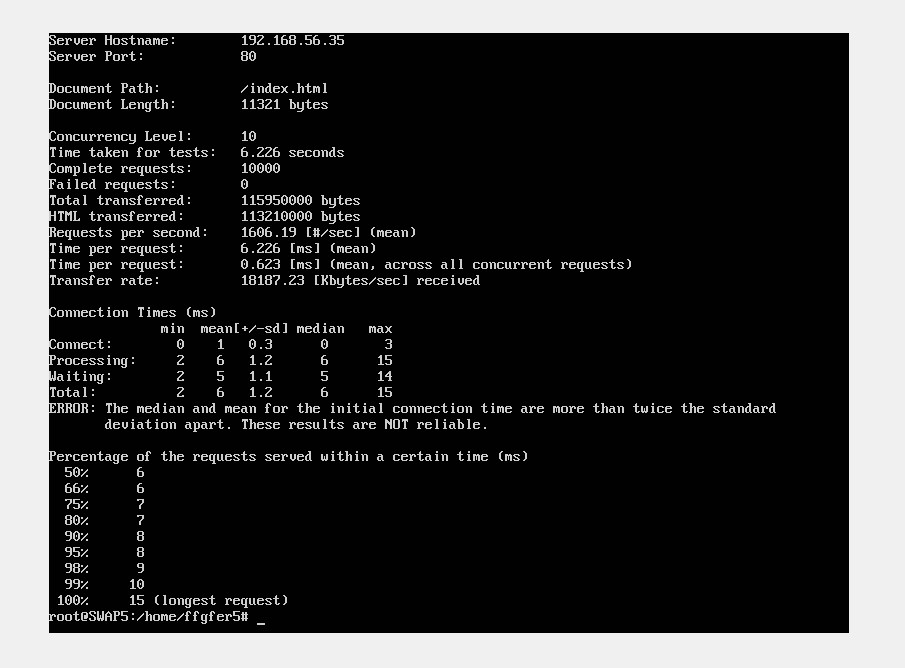 Server Hostname:        192.168.56.35
Server Port:            80
Document Path:          /index.html
Document Length:        11321 bytes
Concurrency Level:      10
Time taken for tests:   6.226 seconds
Complete requests:      10000
Failed requests:        0
Total transferred:      115950000 bytes
HTML transferred:       113210000 bytes
Requests per second:    1606.19 [#/sec] (mean)
Time per request:       6.226 [ms] (mean)
Time per request:       0.623 [ms] (mean, across all concurrent requests)
Transfer rate:          18187.23 [Kbytes/sec] received
Connection Times (ms)
              min  mean[+/-sd] median   max
Connect:        0    1   0.3      0       3
Processing:     2    6   1.2      6      15
Waiting:        2    5   1.1      5      14
Total:          2    6   1.2      6      15
ERROR: The median and mean for the initial connection time are more than twice the standard
       deviation apart. These results are NOT reliable.
Percentage of the requests served within a certain time (ms)
  50%      6
  66%      6
  75%      7
  80%      7
  90%      8
  95%      8
  98%      9
  99%     10
 100%     15 (longest request)
root@SWAP5:/home/ffgfer5# _